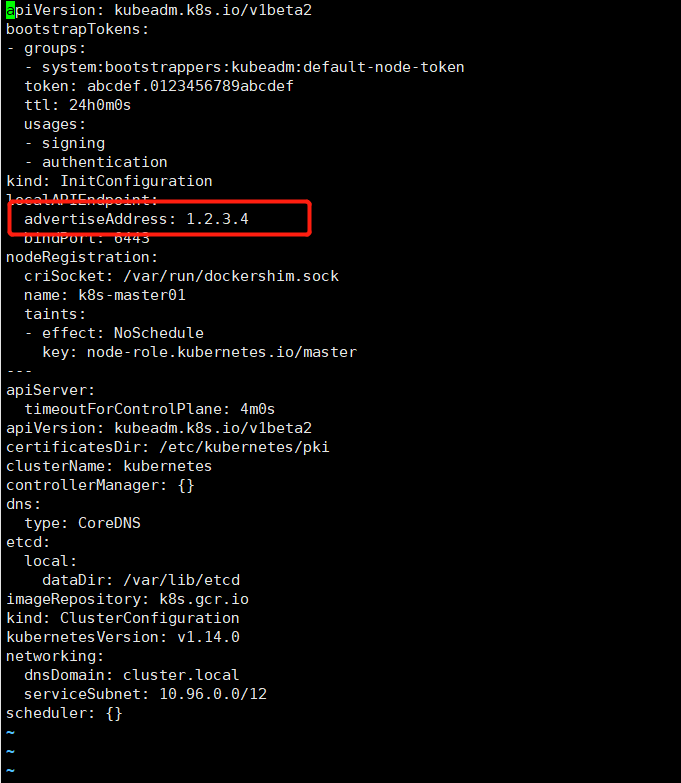 apiVersion: kubeadm.k8s.io/v1beta2
bootstrapTokens:
- groups:
  - system:bootstrappers:kubeadm:default-node-token
  token: abcdef.0123456789abcdef
  ttl: 24h0m0s
  usages:
  - signing
  - authentication
kind: InitConfiguration
localAPIEndpoint:
  advertiseAddress: 1.2.3.4
  bindPort: 6443
nodeRegistration:
  criSocket: /var/run/dockershim.sock
  name: k8s-master01
  taints:
  - effect: NoSchedule
    key: node-role.kubernetes.io/master
---
apiServer:
  timeoutForControlPlane: 4m0s
apiVersion: kubeadm.k8s.io/v1beta2
certificatesDir: /etc/kubernetes/pki
clusterName: kubernetes
controllerManager: {}
dns:
  type: CoreDNS
etcd:
  local:
    dataDir: /var/lib/etcd
imageRepository: k8s.gcr.io
kind: ClusterConfiguration
kubernetesVersion: v1.14.0
networking:
  dnsDomain: cluster.local
  serviceSubnet: 10.96.0.0/12
scheduler: {}
~
~
~